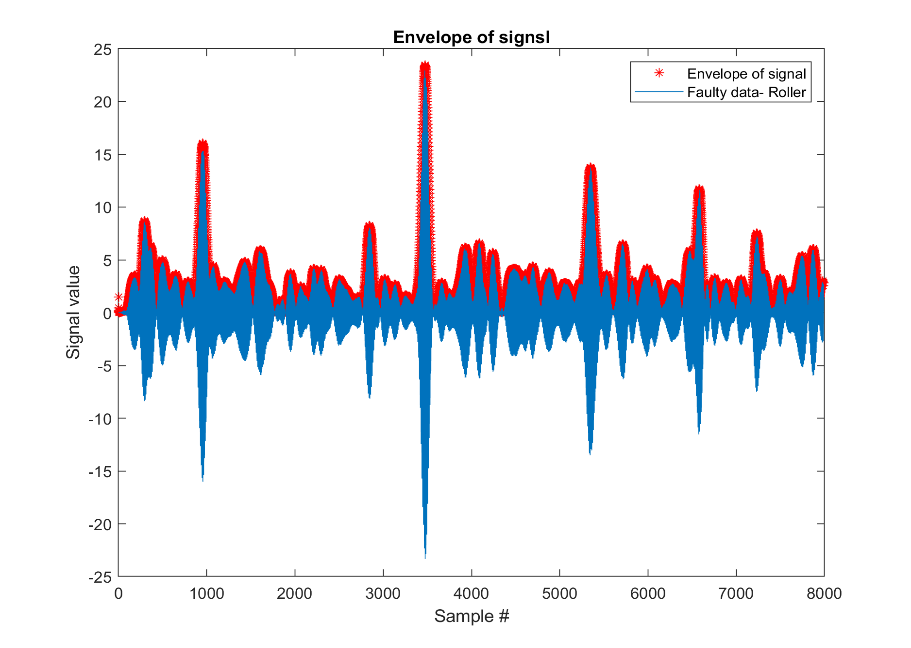 Envelope of signsl
Envelope of signal
Faulty data- Roller
25
20
15
10
5
0
-5
-10
-15
-20
-25
Signal value
0 1000 2000 3000 4000 5000 6000 7000 8000
Sample #